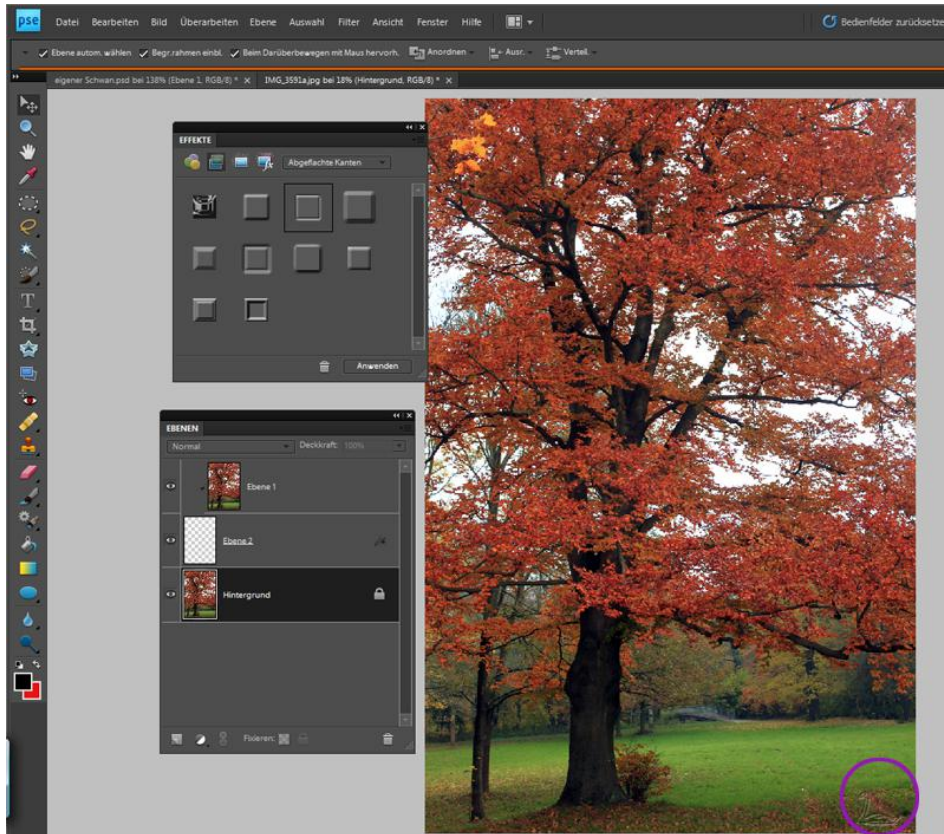 pse Datei Bearbeiten Bild Überarbeiten Ebene Auswahl Filter Ansicht Fenster Hilfe Bedienfelder zurücksetze
Ebene autom. wählen Begr.rahmen einbl. Beim Darüberbewegen mit Maus hervorh. Anordnen Ausr. Verteil.
eigener Schwan.psd bei 138% (Ebene 1, RGB/8) * × IMG_3591a.jpg bei 18% (Hintergrund, RGB/8) * ×
EFFEKTE
Abgeflachte Kanten
Anwenden
EBENEN
Normal Deckkraft: 100%
Ebene 1
Ebene 2
Hintergrund
Fixieren: